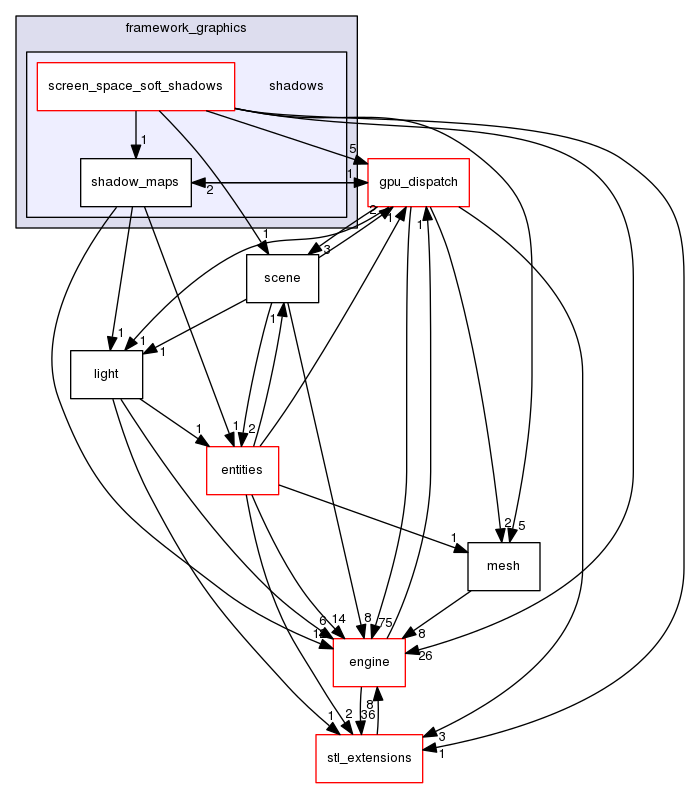 framework_graphics
screen_space_soft_shadows
shadows
1
5
shadow_maps
2
1
gpu_dispatch
2
1
1
1
3
scene
1
1
1
1
light
1
1
2
entities
1
2
5
mesh
6
14
8
75
1
8
26
engine
8
36
1
2
3
1
stl_extensions